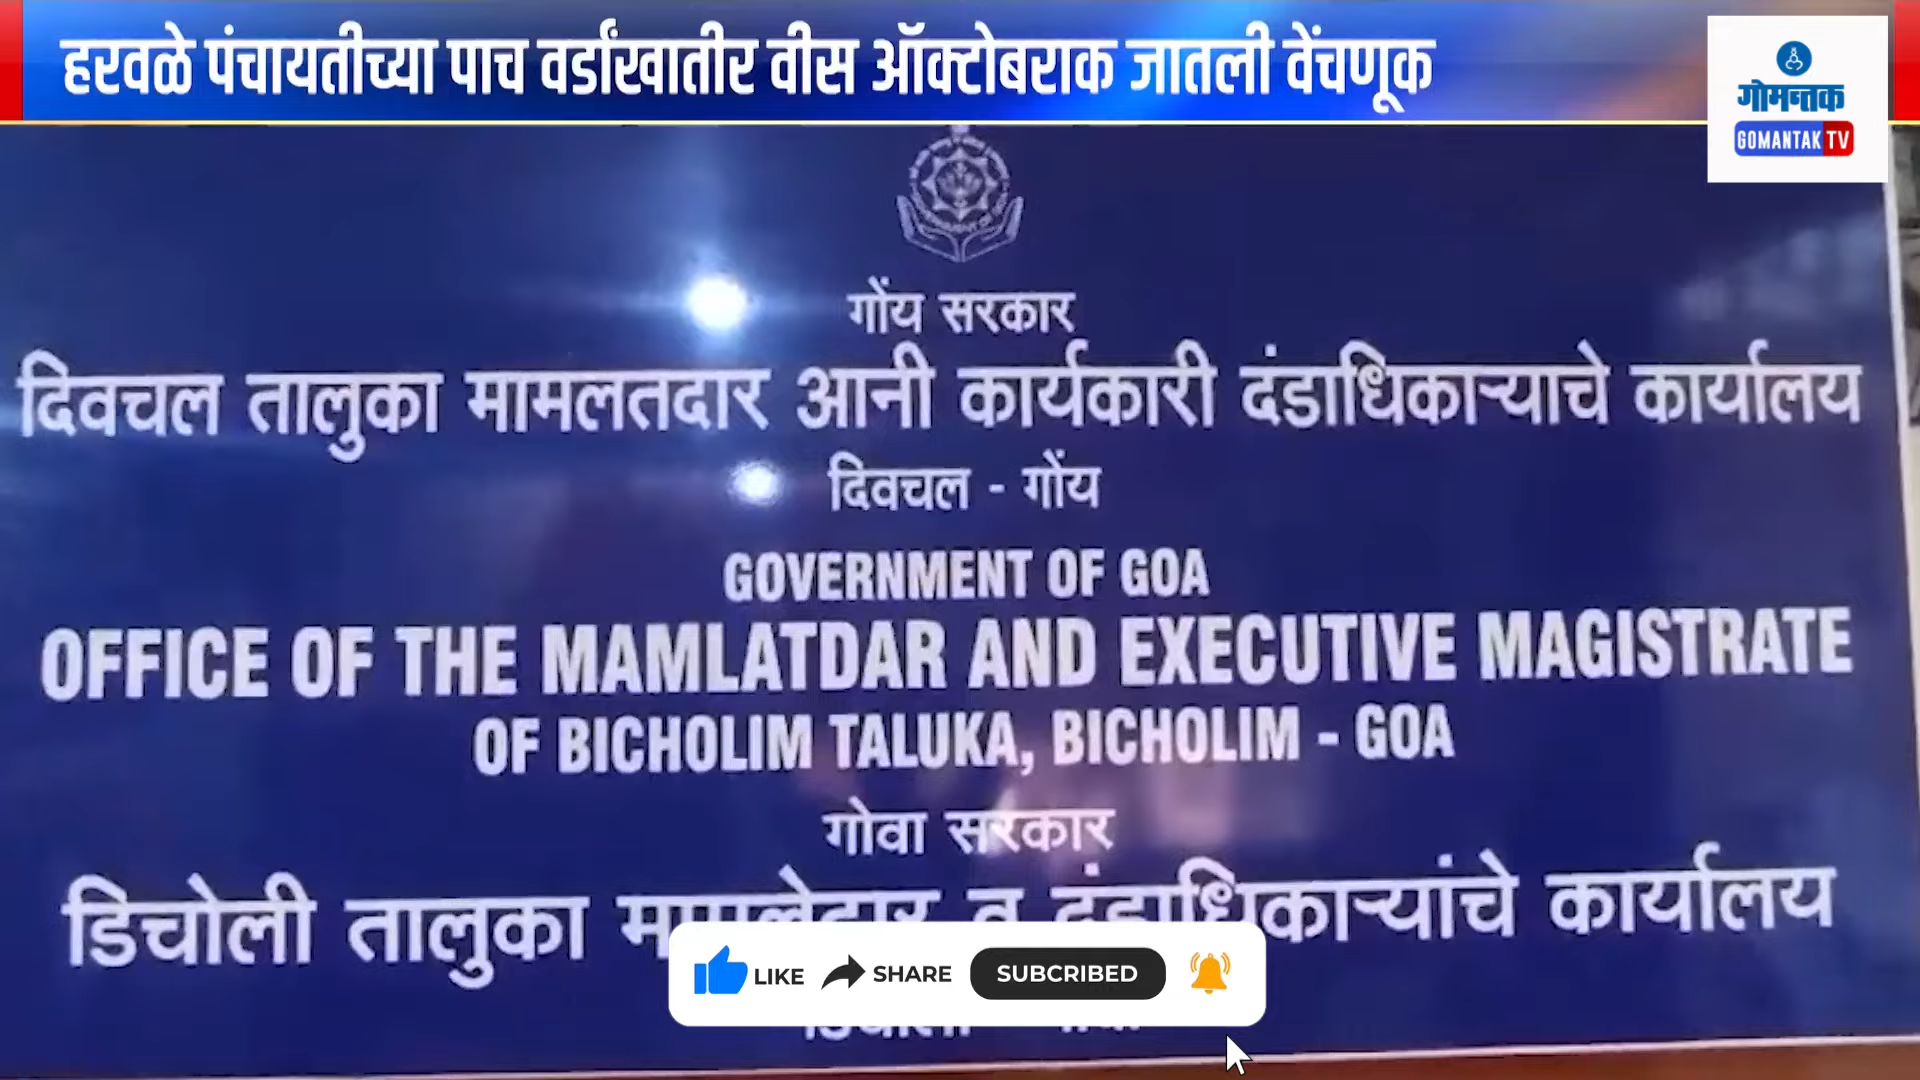 हरवळे पंचायतीच्या पाच वर्डांखातीर वीस ऑक्टोबराक जातली वेंचणूक
गोमन्तक
GOMANTAK TV
गोंय सरकार
दिवचल तालुका मामलतदार आनी कार्यकारी दंडाधिकाऱ्याचे कार्यालय
दिवचल - गोंय
GOVERNMENT OF GOA
OFFICE OF THE MAMLATDAR AND EXECUTIVE MAGISTRATE
OF BICHOLIM TALUKA, BICHOLIM - GOA
गोवा सरकार
डिचोली तालुका मामलेदार व दंडाधिकाऱ्यांचे कार्यालय
LIKE SHARE SUBCRIBED